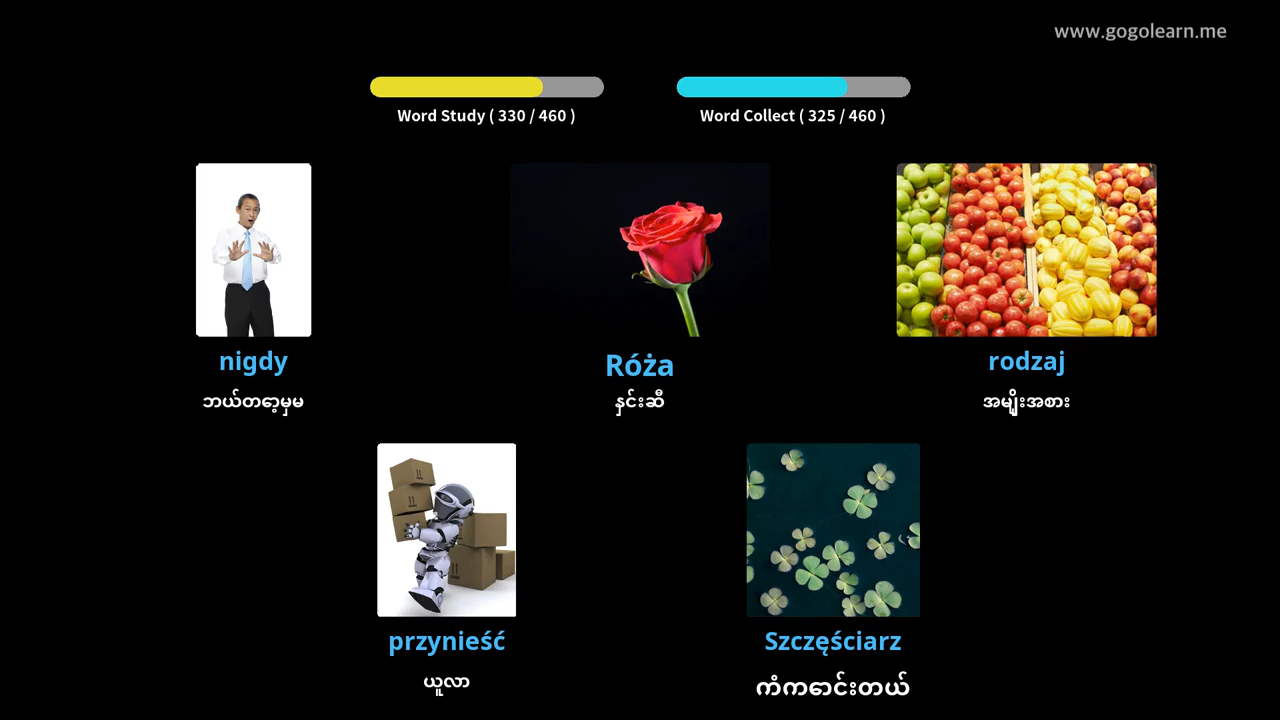 www.gogolearn.me
Word Study ( 330 / 460 )
Word Collect ( 325 / 460 )
nigdy
ဘယ်တော့မှမ
Róża
နှင်းဆီ
rodzaj
အမျိုးအစား
przynieść
ယူလာ
Szczęściarz
ကံကောင်းတယ်